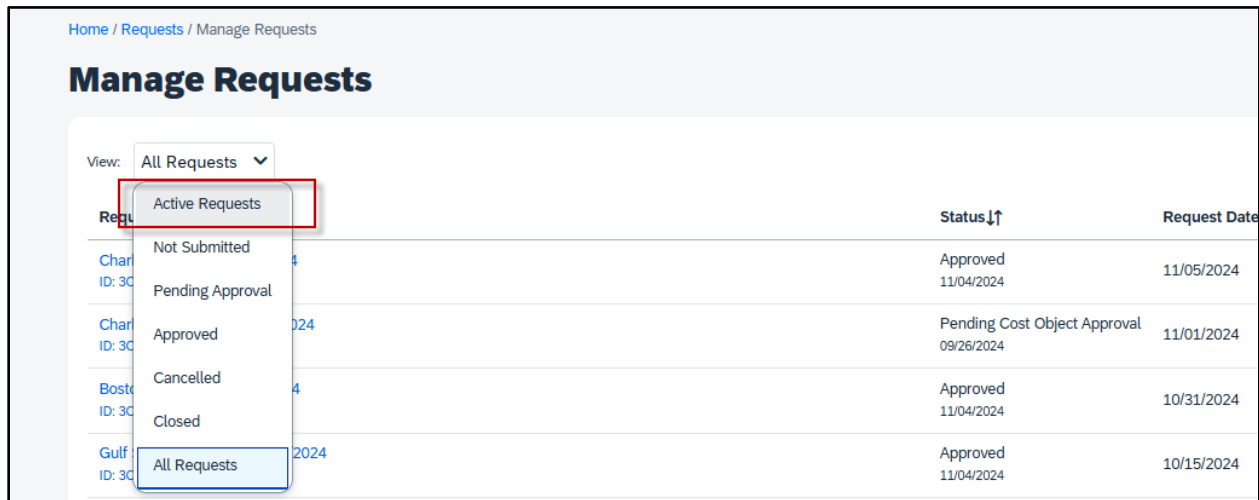 Home / Requests / Manage Requests
Manage Requests
View: All Requests
Active Requests
Status Request Date
Not Submitted
Approved
11/04/2024
11/05/2024
Pending Approval
Pending Cost Object Approval
09/26/2024
11/01/2024
Approved
Cancelled
Approved
11/04/2024
10/31/2024
Closed
Gulf 2024
Approved
11/04/2024
10/15/2024
All Requests